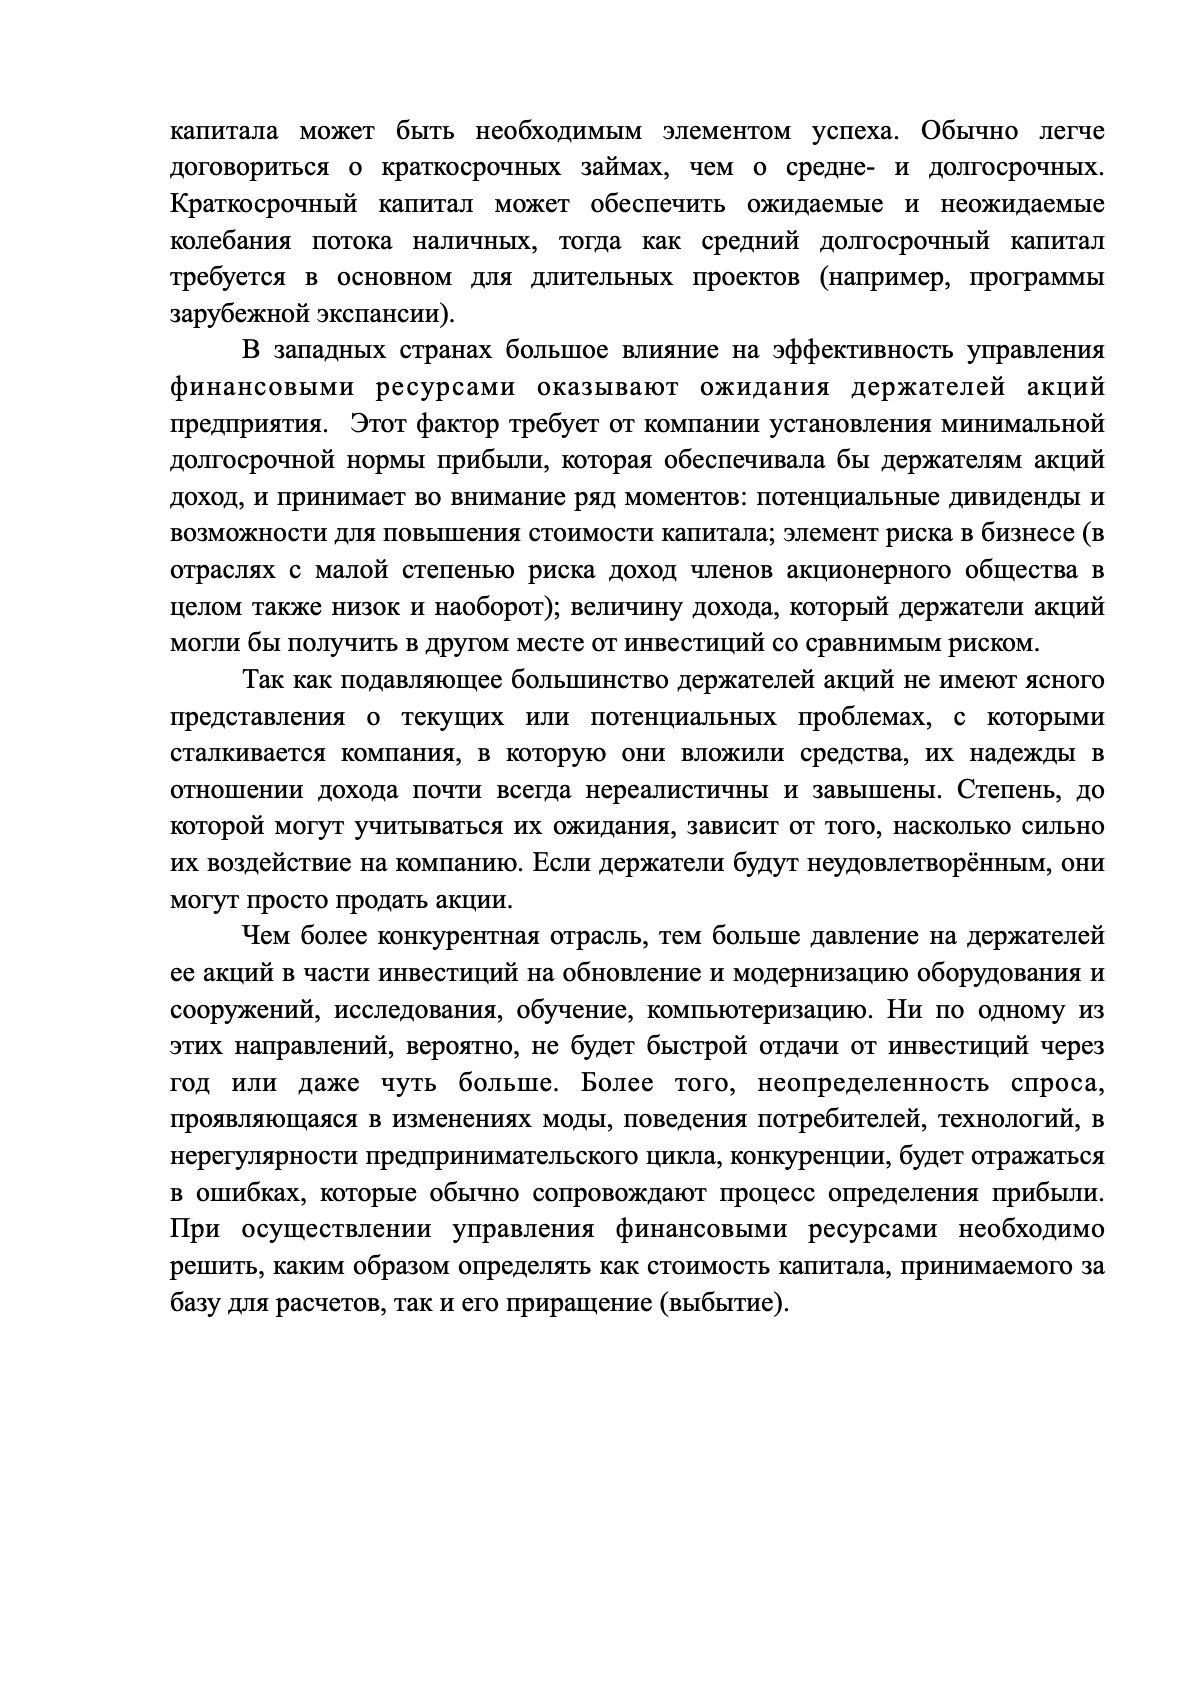 капитала может быть необходимым элементом успеха. Обычно легче
договориться о краткосрочных займах, чем о средне- и долгосрочных.
Краткосрочный капитал может обеспечить ожидаемые и неожидаемые
колебания потока наличных, тогда как средний долгосрочный капитал
требуется в основном для длительных проектов (например, программы
зарубежной экспансии).
В западных странах большое влияние на эффективность управления
финансовыми ресурсами оказывают ожидания держателей акций
предприятия. Этот фактор требует от компании установления минимальной
долгосрочной нормы прибыли, которая обеспечивала бы держателям акций
доход, и принимает во внимание ряд моментов: потенциальные дивиденды и
возможности для повышения стоимости капитала; элемент риска в бизнесе (в
отраслях с малой степенью риска доход членов акционерного общества в
целом также низок и наоборот); величину дохода, который держатели акций
могли бы получить в другом месте от инвестиций со сравнимым риском.
Так как подавляющее большинство держателей акций не имеют ясного
представления о текущих или потенциальных проблемах, с которыми
сталкивается компания, в которую они вложили средства, их надежды в
отношении дохода почти всегда нереалистичны и завышены. Степень, до
которой могут учитываться их ожидания, зависит от того, насколько сильно
их воздействие на компанию. Если держатели будут неудовлетворённым, они
могут просто продать акции.
Чем более конкурентная отрасль, тем больше давление на держателей
ее акций в части инвестиций на обновление и модернизацию оборудования и
сооружений, исследования, обучение, компьютеризацию. Ни по одному из
этих направлений, вероятно, не будет быстрой отдачи от инвестиций через
год или даже чуть больше. Более того, неопределенность спроса,
проявляющаяся в изменениях моды, поведения потребителей, технологий, в
нерегулярности предпринимательского цикла, конкуренции, будет отражаться
в ошибках, которые обычно сопровождают процесс определения прибыли.
При осуществлении управления финансовыми ресурсами необходимо
решить, каким образом определять как стоимость капитала, принимаемого за
базу для расчетов, так и его приращение (выбытие).